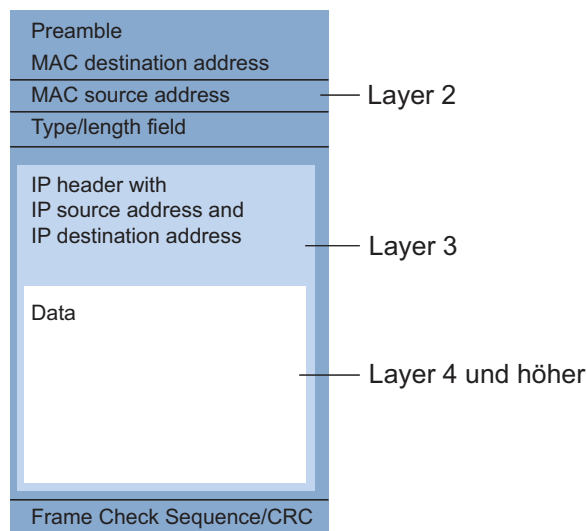 Preamble
MAC destination address
MAC source address
Layer 2
Type/length field
IP header with
IP source address and
IP destination address
Layer 3
Data
Layer 4 und höher
Frame Check Sequence/CRC